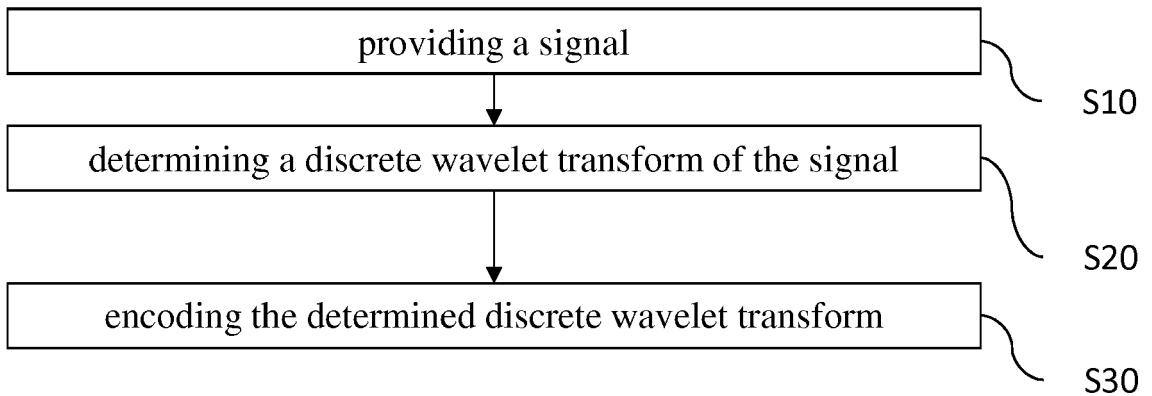 providing a signal
S10
determining a discrete wavelet transform of the signal
S20
encoding the determined discrete wavelet transform
S30